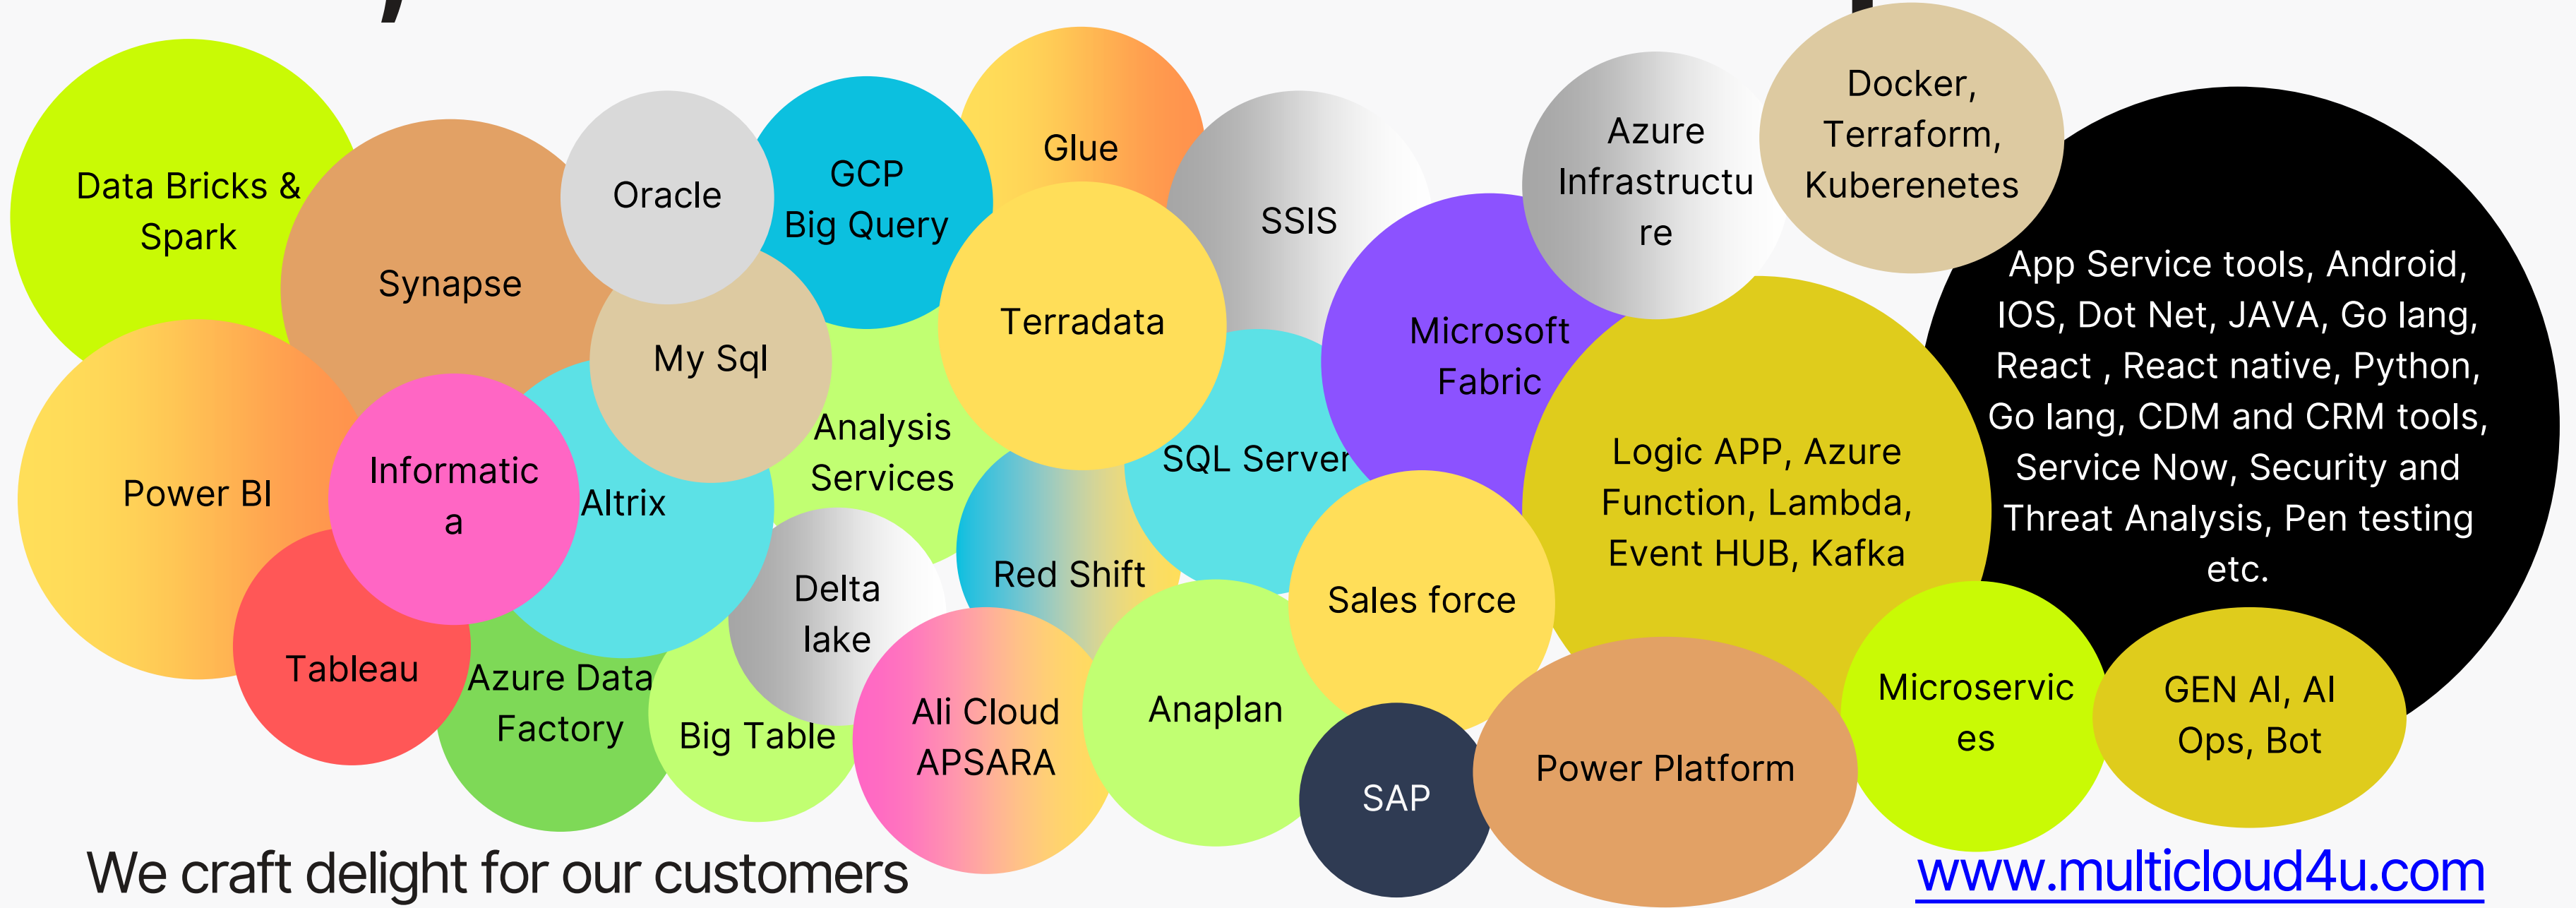 Data Bricks &
Spark
Synapse
Oracle
GCP
Big Query
Glue
SSIS
Azure
Infrastructu
re
Docker,
Terraform,
Kuberenetes
My Sql
Terradata
Microsoft
Fabric
App Service tools, Android,
IOS, Dot Net, JAVA, Go lang,
React , React native, Python,
Go lang, CDM and CRM tools,
Service Now, Security and
Threat Analysis, Pen testing
etc.
Power BI
Informatic
a
Altrix
Analysis
Services
SQL Server
Logic APP, Azure
Function, Lambda,
Event HUB, Kafka
Tableau
Azure Data
Factory
Delta
lake
Big Table
Red Shift
Ali Cloud
APSARA
Anaplan
Sales force
SAP
Power Platform
Microservic
es
GEN AI, AI
Ops, Bot
We craft delight for our customers
www.multicloud4u.com